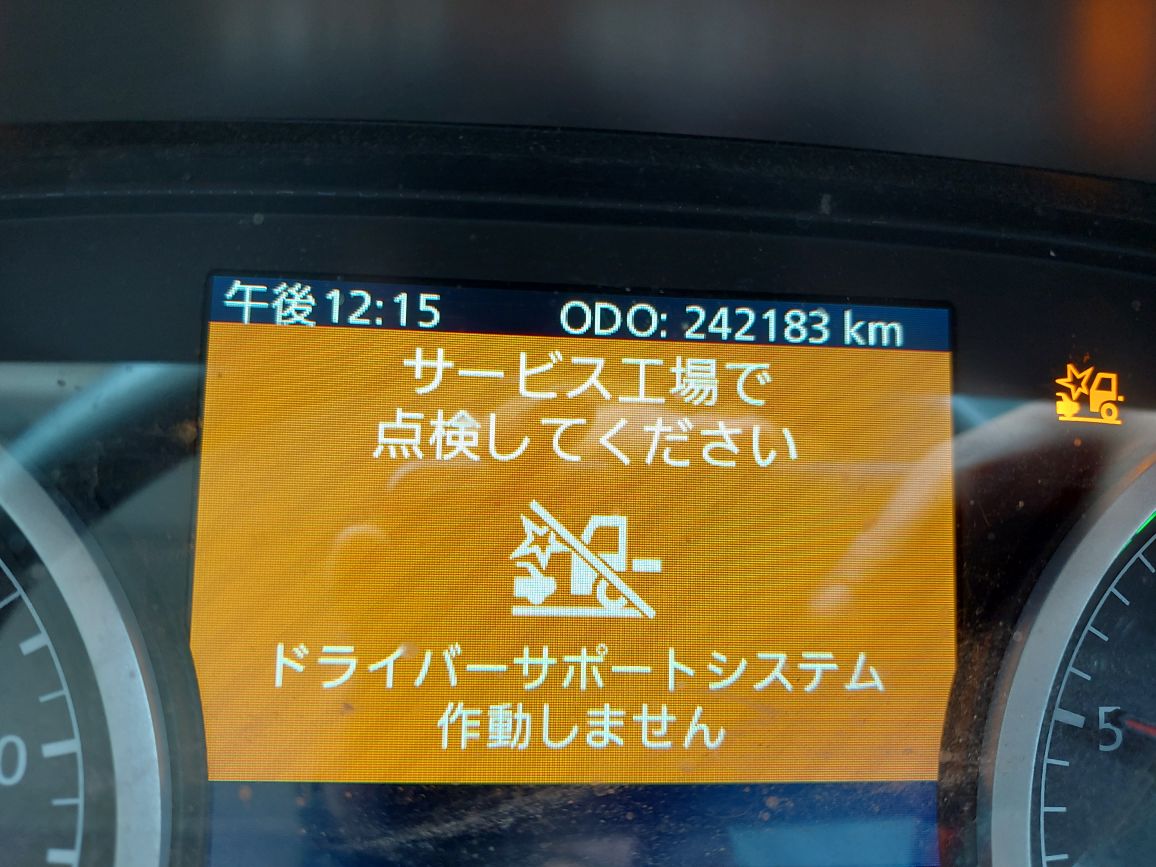 午後12:15 ODO: 242183 km
サービス工場で
点検してください
ドライバーサポートシステム
作動しません
0
5